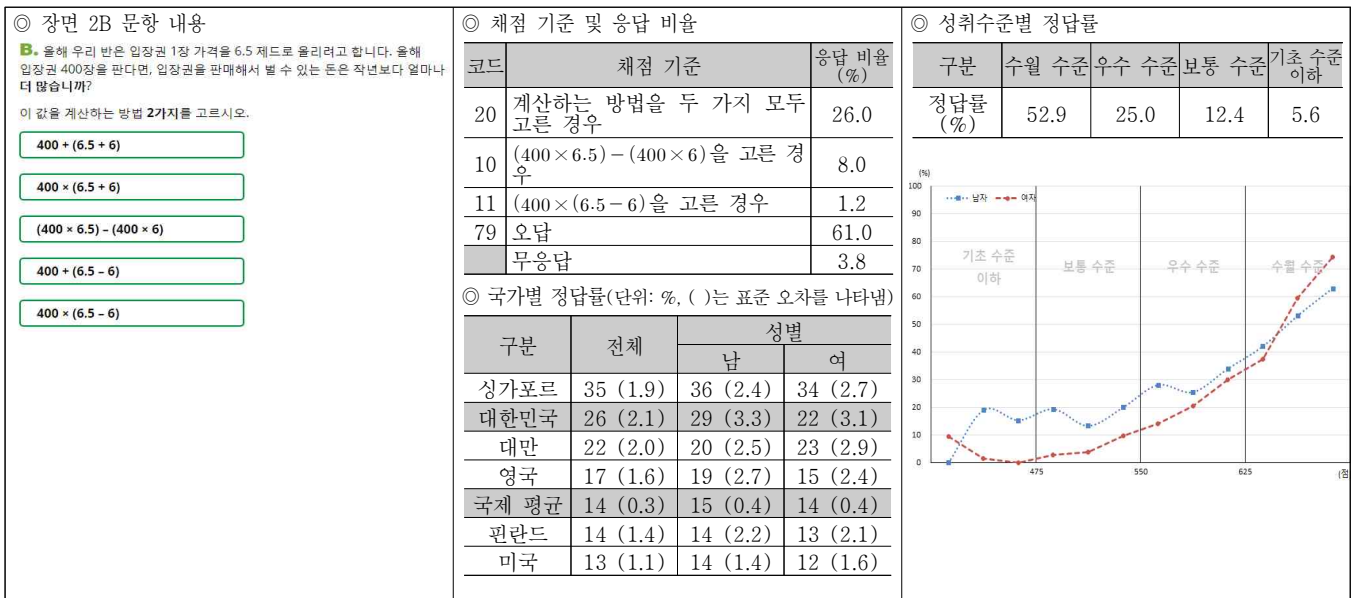 ◎ 장면 2B 문항 내용
B. 올해 우리 반은 입장권 1장 가격을 6.5 제드로 올리려고 합니다. 올해
입장권 400장을 판다면, 입장권을 판매해서 벌 수 있는 돈은 작년보다 얼마나
더 많습니까?
이 값을 계산하는 방법 2가지를 고르시오.
400 + (6.5 + 6)
400 × (6.5 + 6)
(400 × 6.5) – (400 × 6)
400 + (6.5 – 6)
400 × (6.5 – 6)
◎ 채점 기준 및 응답 비율
코드 채점 기준 응답 비율
(%)
20 계산하는 방법을 두 가지 모두
고른 경우 26.0
10 (400×6.5)-(400×6)을 고른 경
우 8.0
11 (400×(6.5-6)을 고른 경우 1.2
79 오답 61.0
무응답 3.8
◎ 국가별 정답률(단위: %, ( )는 표준 오차를 나타냄)
구분 전체 성별
남 여
싱가포르 35 (1.9) 36 (2.4) 34 (2.7)
대한민국 26 (2.1) 29 (3.3) 22 (3.1)
대만 22 (2.0) 20 (2.5) 23 (2.9)
영국 17 (1.6) 19 (2.7) 15 (2.4)
국제 평균 14 (0.3) 15 (0.4) 14 (0.4)
핀란드 14 (1.4) 14 (2.2) 13 (2.1)
미국 13 (1.1) 14 (1.4) 12 (1.6)
◎ 성취수준별 정답률
구분 수월 수준 우수 수준 보통 수준 기초 수준
이하
정답률
(%) 52.9 25.0 12.4 5.6
(%)
100
90
80
70
60
50
40
30
20
10
0
남자 여자
기초 수준
이하
보통 수준
우수 수준
수월 수준
475 550 625